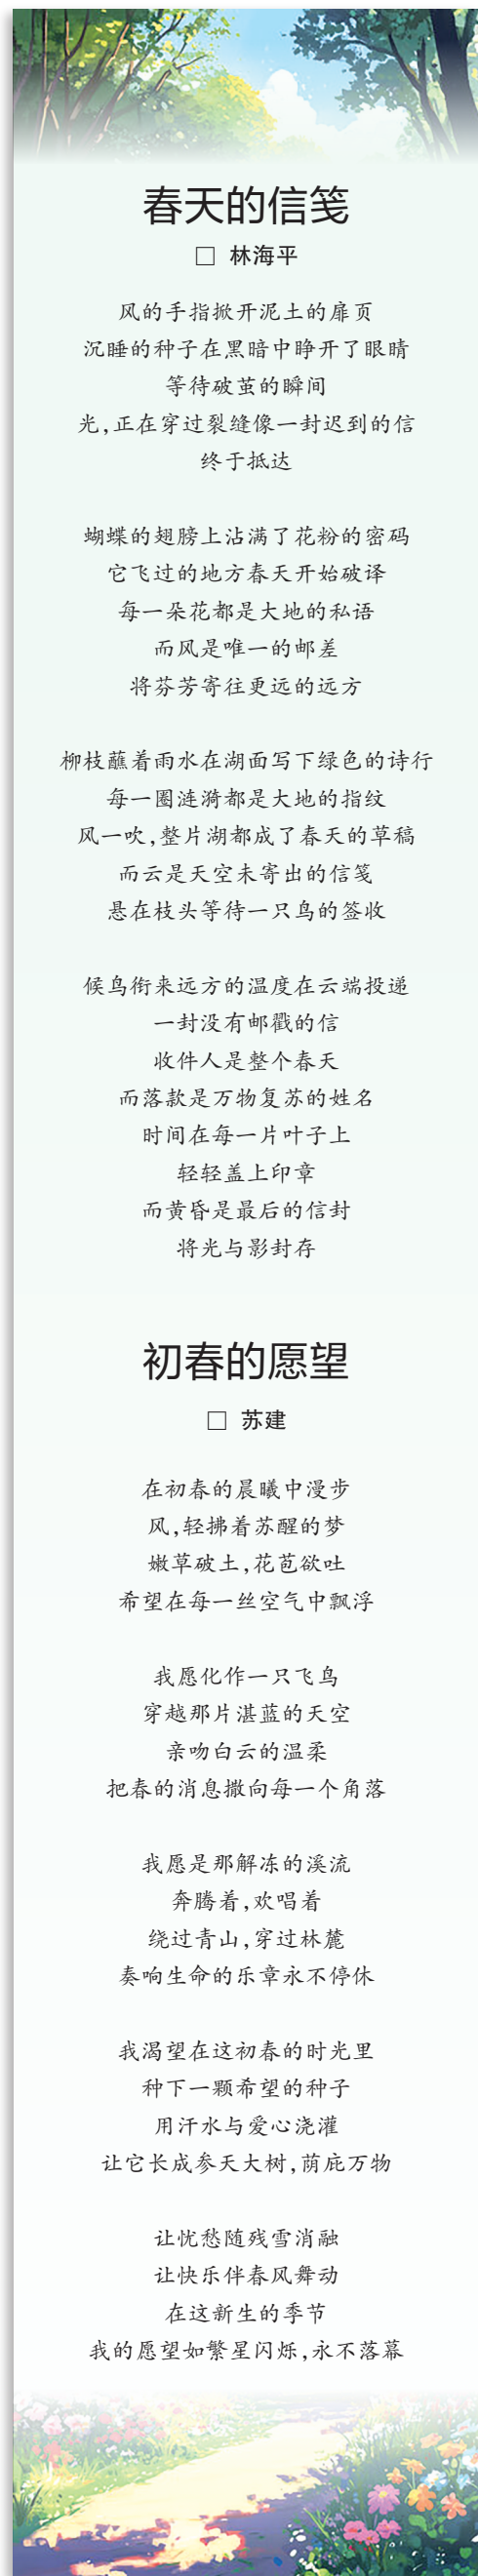 春天的信笺
□ 林海平
风的手指掀开泥土的扉页
沉睡的种子在黑暗中睁开了眼睛
等待破茧的瞬间
光,正在穿过裂缝像一封迟到的信
终于抵达
蝴蝶的翅膀上沾满了花粉的密码
它飞过的地方春天开始破译
每一朵花都是大地的私语
而风是唯一的邮差
将芬芳寄往更远的远方
柳枝蘸着雨水在湖面写下绿色的诗行
每一圈涟漪都是大地的指纹
风一吹,整片湖都成了春天的草稿
而云是天空未寄出的信笺
悬在枝头等待一只鸟的签收
候鸟衔来远方的温度在云端投递
一封没有邮戳的信
收件人是整个春天
而落款是万物复苏的姓名
时间在每一片叶子上
轻轻盖上印章
而黄昏是最后的信封
将光与影封存
初春的愿望
□ 苏建
在初春的晨曦中漫步
风,轻拂着苏醒的梦
嫩草破土,花苞欲吐
希望在每一丝空气中飘浮
我愿化作一只飞鸟
穿越那片湛蓝的天空
亲吻白云的温柔
把春的消息撒向每一个角落
我愿是那解冻的溪流
奔腾着,欢唱着
绕过青山,穿过林麓
奏响生命的乐章永不停休
我渴望在这初春的时光里
种下一颗希望的种子
用汗水与爱心浇灌
让它长成参天大树,荫庇万物
让忧愁随残雪消融
让快乐伴春风舞动
在这新生的季节
我的愿望如繁星闪烁,永不落幕